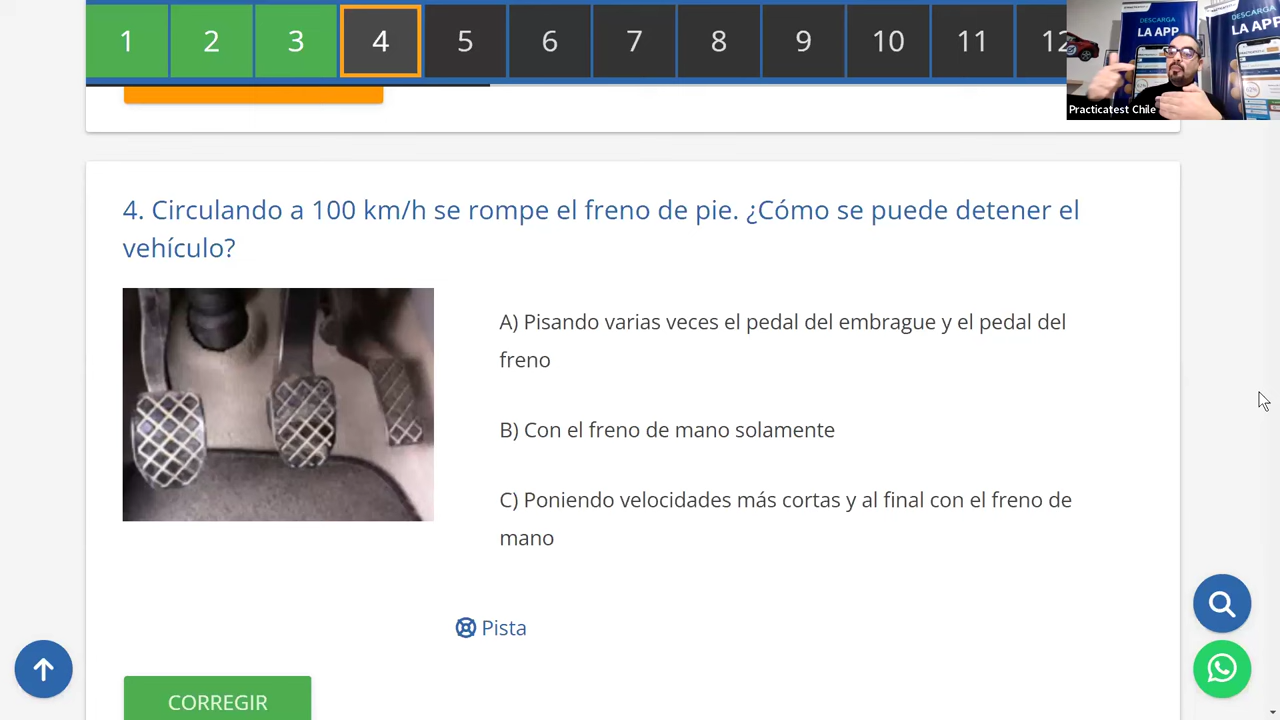 1 2 3 4 5 6 7 8 9 10 11 12
DESCARGA
LA APP
DESCARGA
LA APP
Practicatest Chile
4. Circulando a 100 km/h se rompe el freno de pie. ¿Cómo se puede detener el
vehículo?
A) Pisando varias veces el pedal del embrague y el pedal del
freno
B) Con el freno de mano solamente
C) Poniendo velocidades más cortas y al final con el freno de
mano
Pista
CORREGIR